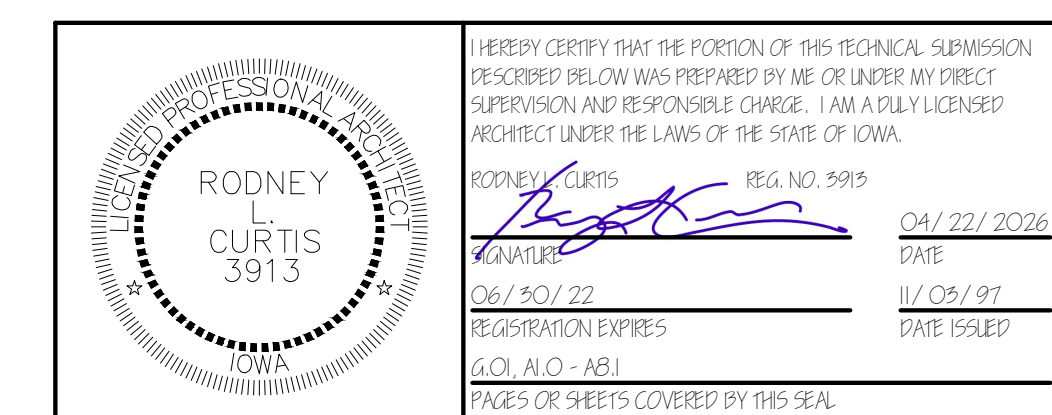 LICENSED PROFESSIONAL ARCHITECT
RODNEY
L.
CURTIS
3913
IOWA
I HEREBY CERTIFY THAT THE PORTION OF THIS TECHNICAL SUBMISSION
DESCRIBED BELOW WAS PREPARED BY ME OR UNDER MY DIRECT
SUPERVISION AND RESPONSIBLE CHARGE. I AM A DULY LICENSED
ARCHITECT UNDER THE LAWS OF THE STATE OF IOWA.
RODNEY L. CURTIS REG. NO. 3913
04/22/2026
SIGNATURE DATE
06/30/22 11/03/97
REGISTRATION EXPIRES DATE ISSUED
G.01, A1.0 - A8.1
PAGES OR SHEETS COVERED BY THIS SEAL